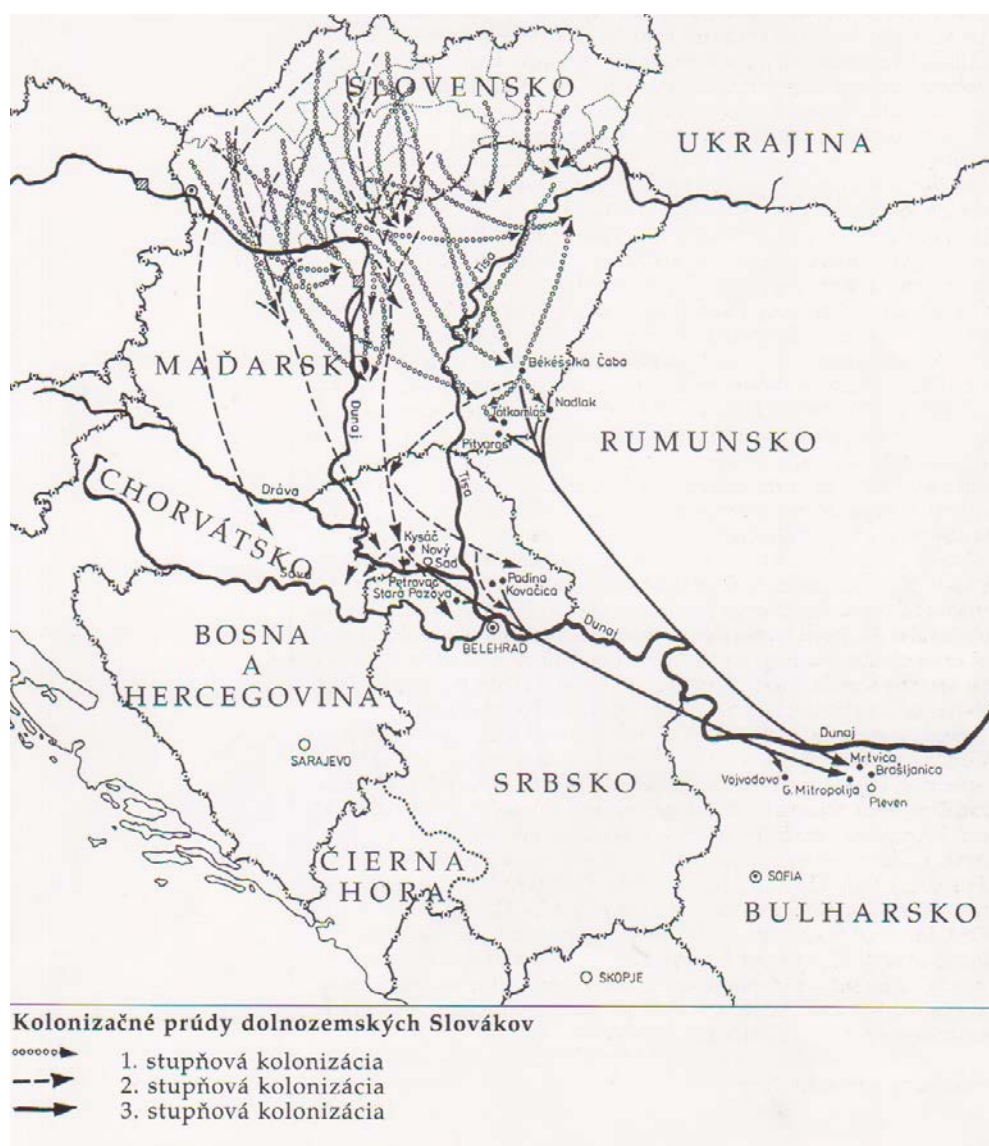 SLOVENSKO
UKRAJINA
Tisa
MAĎARSKO
Békéšska Čaba
Nadlak
Pitvaroš
Dunaj
RUMUNSKO
Tisa
Dráva
CHORVÁTSKO
Sáva
Kysáč
Nový
Sad
Petrovac
Stará Pazova
Padina
Kovačica
BELEHRAD
Dunaj
BOSNA
A
HERCEGOVINA
SARAJEVO
SRBSKO
Dunaj
Mrtvica
Brašljanica
Vojvodovo
G. Mitropolija
Pleven
ČIERNA
HORA
SOFIA
BULHARSKO
SKOPJE
Kolonizačné prúdy dolnozemských Slovákov
1. stupňová kolonizácia
2. stupňová kolonizácia
3. stupňová kolonizácia